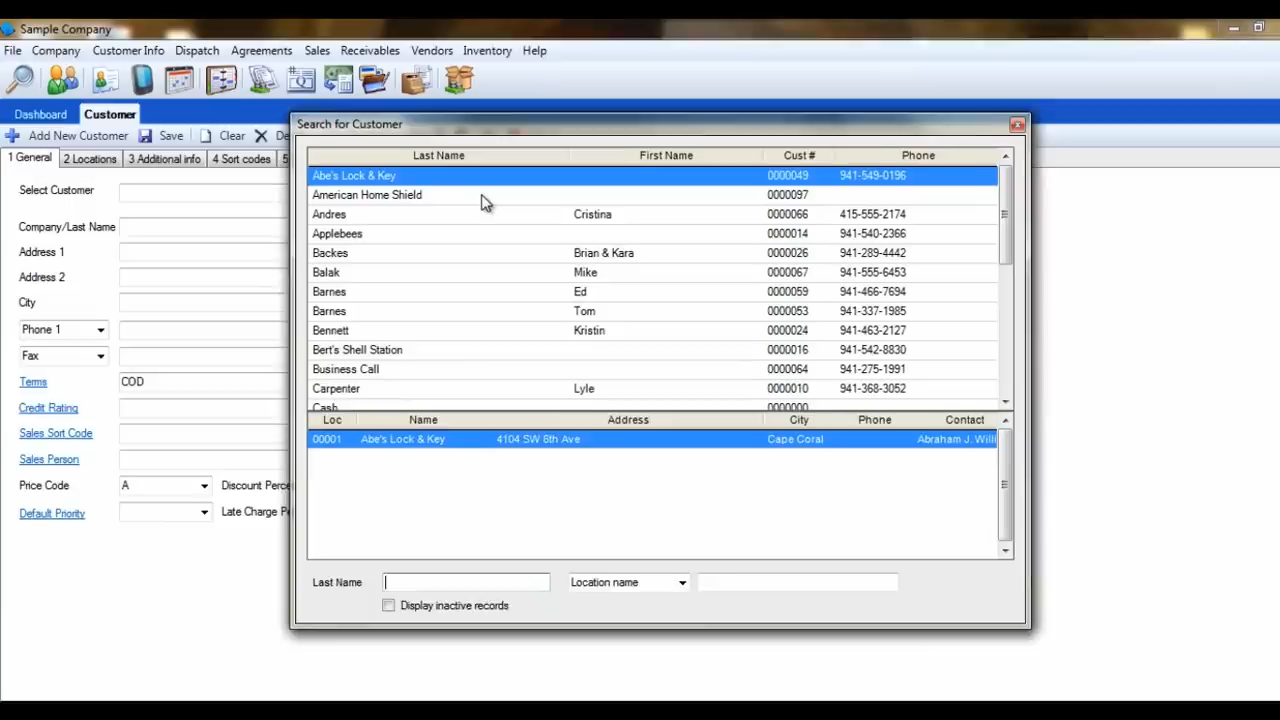 Sample Company
File Company Customer Info Dispatch Agreements Sales Receivables Vendors Inventory Help
Dashboard Customer
Add New Customer Save Clear
1 General 2 Locations 3 Additional info 4 Sort codes 5
Select Customer
Company/Last Name
Address 1
Address 2
City
Phone 1
Fax
Terms COD
Credit Rating
Sales Sort Code
Sales Person
Price Code A Discount
Default Priority Late Charge
Search for Customer
Last Name First Name Cust # Phone
Abe's Lock & Key 0000049 941-549-0196
American Home Shield 0000097
Andres Cristina 0000066 415-555-2174
Applebees 0000014 941-540-2366
Backes Brian & Kara 0000026 941-289-4442
Balak Mike 0000067 941-555-6453
Barnes Ed 0000059 941-466-7694
Barnes Tom 0000053 941-337-1985
Bennett Kristin 0000024 941-463-2127
Bert's Shell Station 0000016 941-542-8830
Business Call 0000064 941-275-1991
Carpenter Lyle 0000010 941-368-3052
Cash 0000000
Loc Name Address City Phone Contact
00001 Abe's Lock & Key 4104 SW 6th Ave Cape Coral Abraham J. Willi
Last Name Location name
Display inactive records